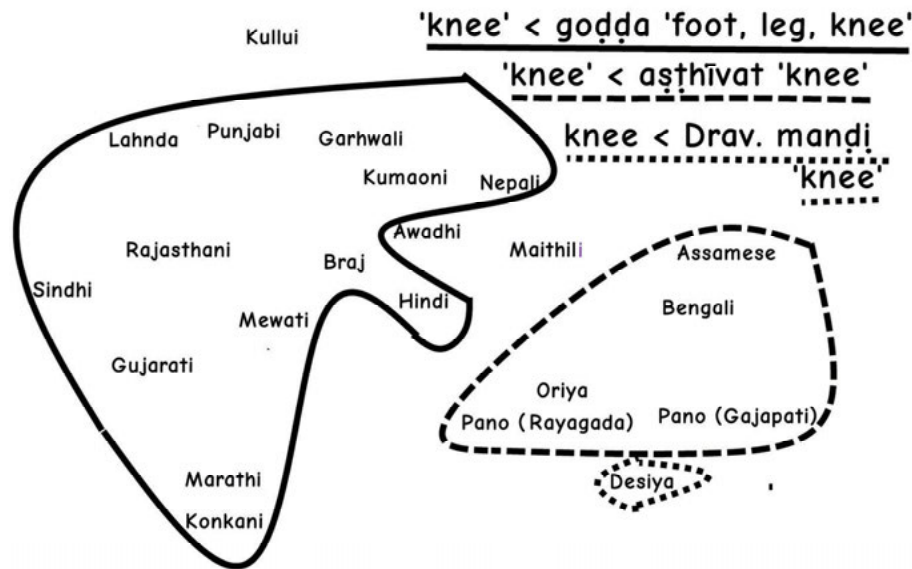 'knee' < goḍḍa 'foot, leg, knee'
Kullui
'knee' < aṣṭhīvat 'knee'
knee < Drav. manḍi
'knee'
Lahnda
Punjabi
Garhwali
Kumaoni
Nepali
Awadhi
Maithili
Assamese
Rajasthani
Braj
Sindhi
Hindi
Bengali
Mewati
Gujarati
Oriya
Pano (Rayagada)
Pano (Gajapati)
Marathi
Desiya
Konkani